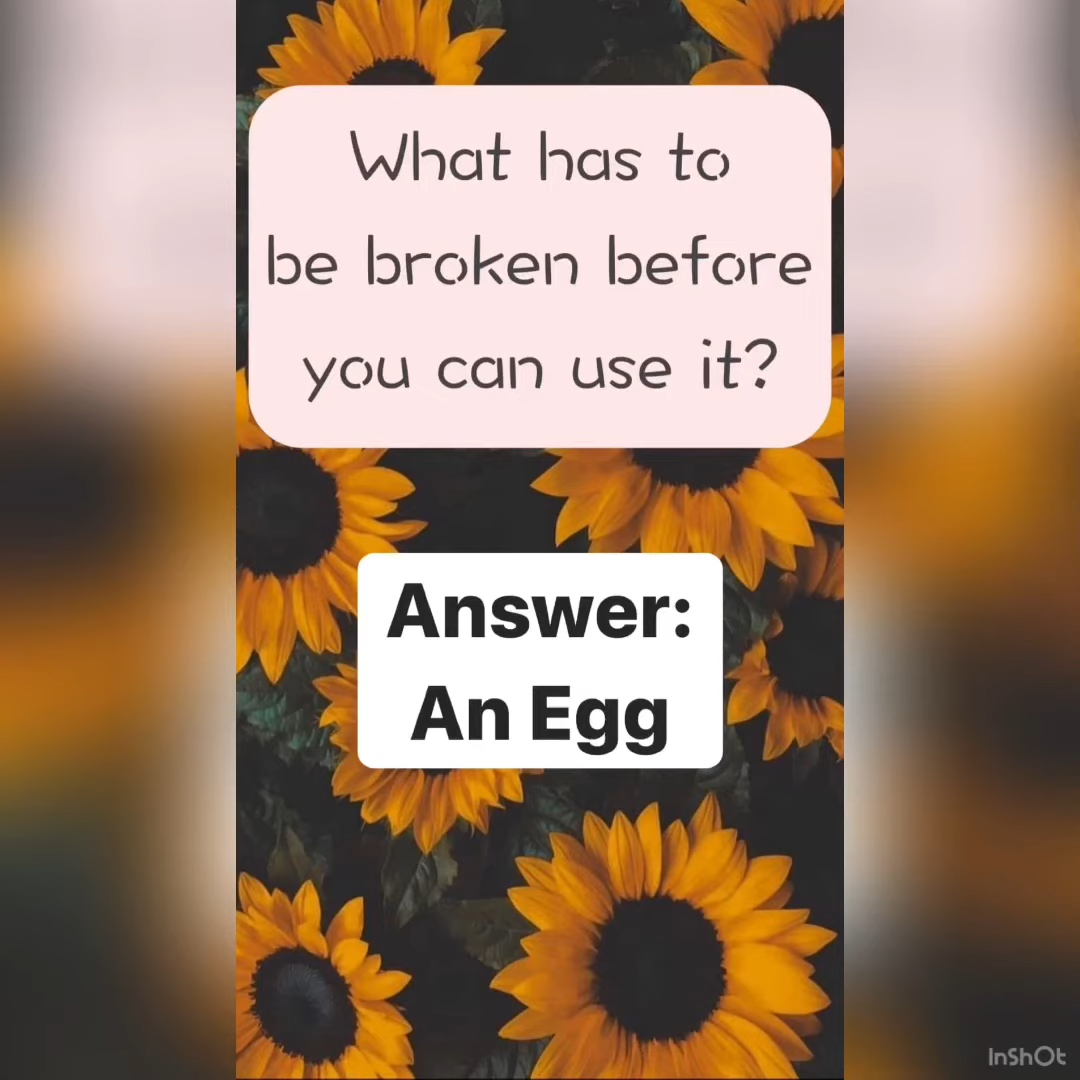 What has to
be broken before
you can use it?
Answer:
An Egg
InShOt